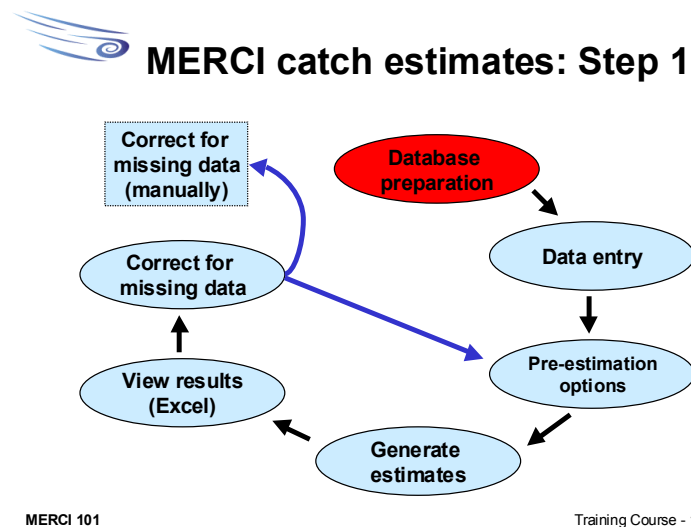 MERCI catch estimates: Step 1
Correct for
missing data
(manually)
Database
preparation
Data entry
Correct for
missing data
Pre-estimation
options
View results
(Excel)
Generate
estimates
MERCI 101
Training Course -